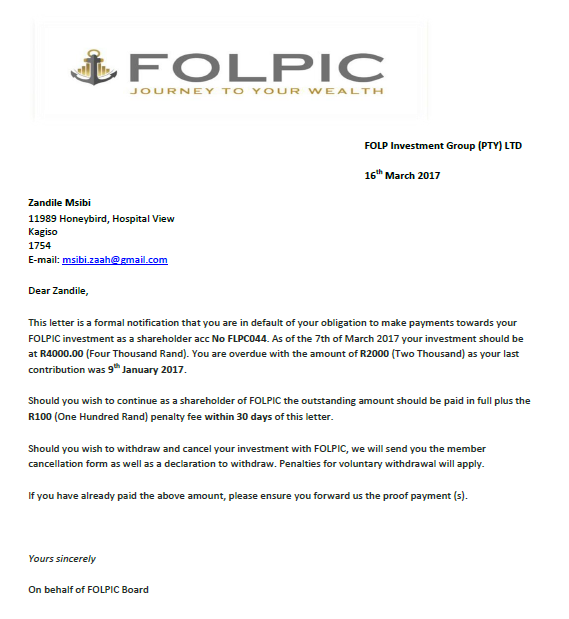 FOLPIC
JOURNEY TO YOUR WEALTH
FOLP Investment Group (PTY) LTD
16th March 2017
Zandile Msibi
11989 Honeybird, Hospital View
Kagiso
1754
E-mail: msibi.zaah@gmail.com
Dear Zandile,
This letter is a formal notification that you are in default of your obligation to make payments towards your
FOLPIC investment as a shareholder acc No FLPC044. As of the 7th of March 2017 your investment should be
at R4000.00 (Four Thousand Rand). You are overdue with the amount of R2000 (Two Thousand) as your last
contribution was 9th January 2017.
Should you wish to continue as a shareholder of FOLPIC the outstanding amount should be paid in full plus the
R100 (One Hundred Rand) penalty fee within 30 days of this letter.
Should you wish to withdraw and cancel your investment with FOLPIC, we will send you the member
cancellation form as well as a declaration to withdraw. Penalties for voluntary withdrawal will apply.
If you have already paid the above amount, please ensure you forward us the proof payment (s).
Yours sincerely
On behalf of FOLPIC Board